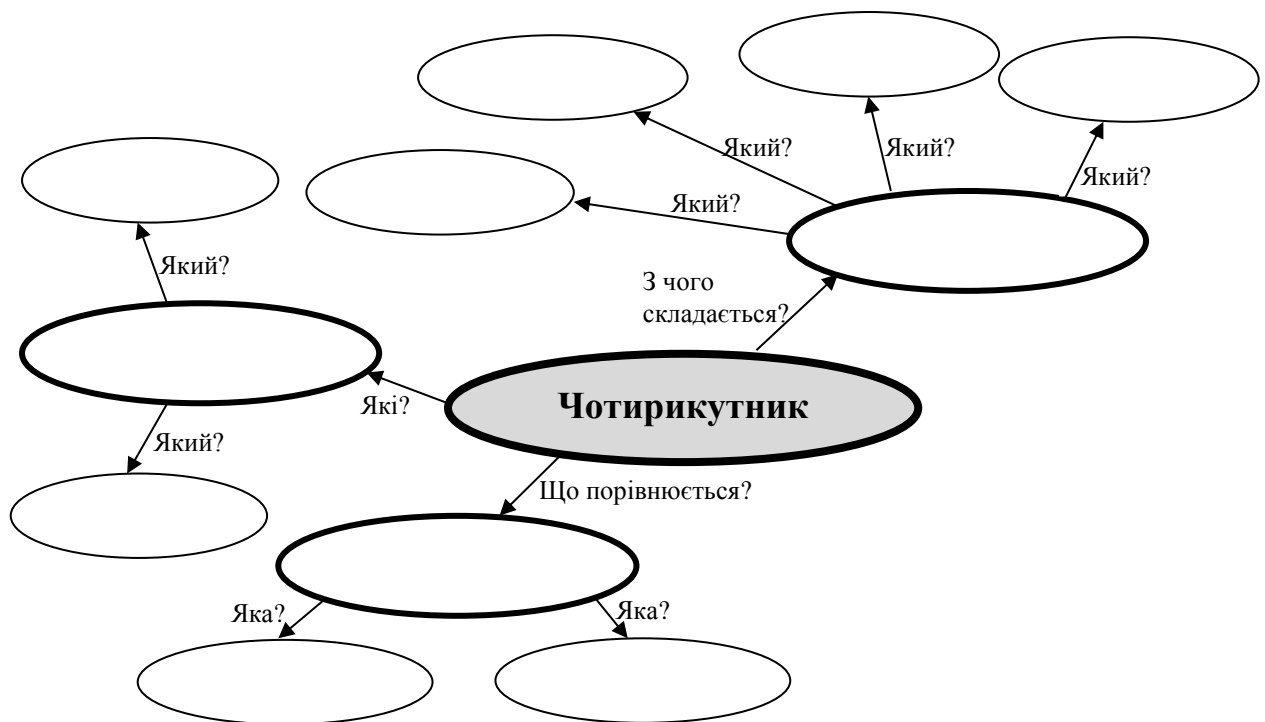 Який?
Який?
Який?
Який?
Який?
З чого
складається?
Які?
Чотирикутник
Який?
Що порівнюється?
Яка?
Яка?